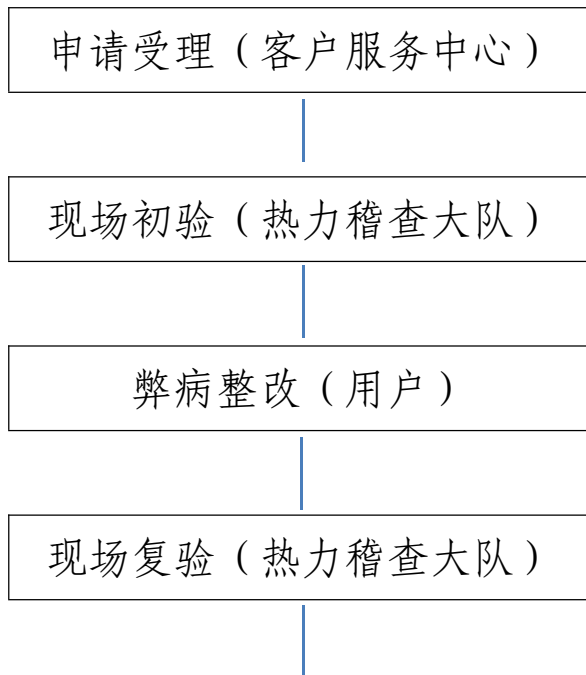 申请受理（客户服务中心）
现场初验（热力稽查大队）
弊病整改（用户）
现场复验（热力稽查大队）